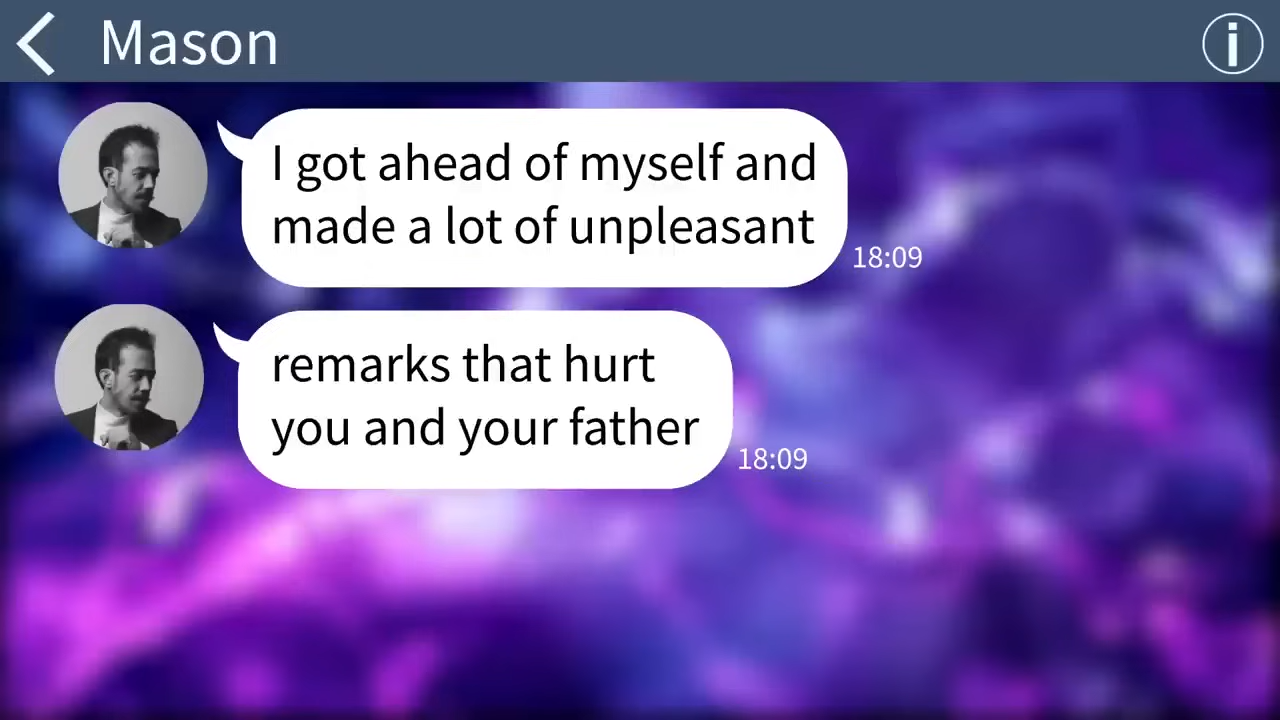 Mason
I got ahead of myself and
made a lot of unpleasant
18:09
remarks that hurt
you and your father
18:09